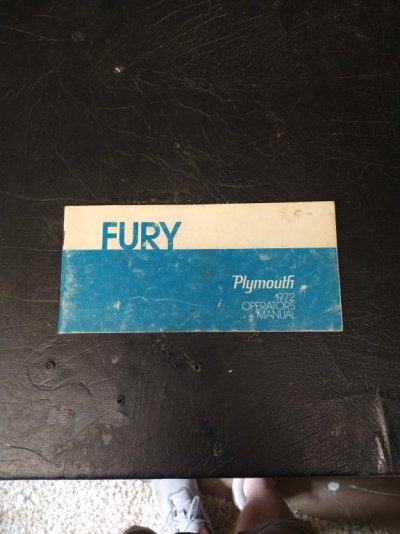 FURY
Plymouth
1972
OPERATORS
MANUAL